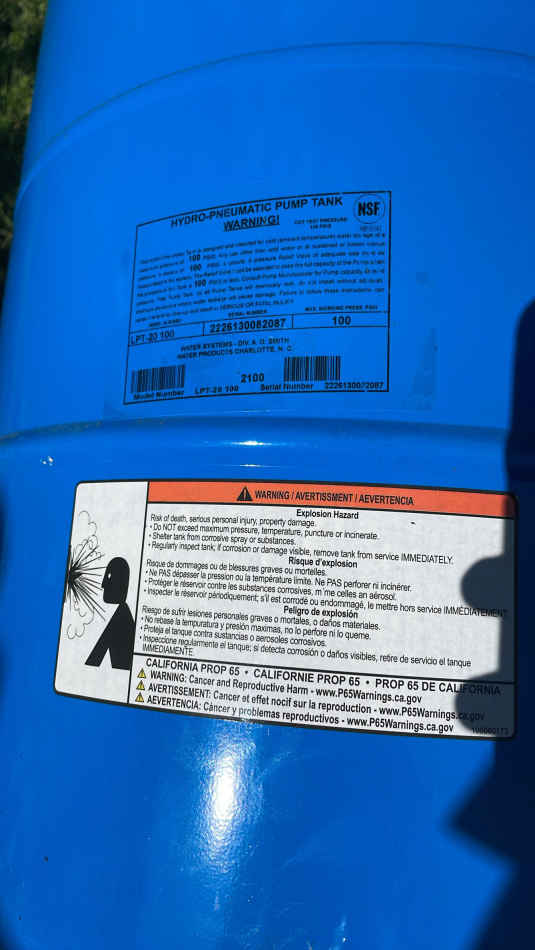 HYDRO-PNEUMATIC PUMP TANK
WARNING!
NSF
MODEL NUMBER
SERIAL NUMBER
MAX. WORKING PRESS. PSIG
LPT-20 100
2226130082087
100
WATER SYSTEMS - DIV. A. O. SMITH
WATER PRODUCTS CHARLOTTE, N. C.
2100
Model Number LPT-20 100 Serial Number
WARNING / AVERTISSMENT / AEVERTENCIA
Explosion Hazard
Risk of death, serious personal injury, property damage.
• Do NOT exceed maximum pressure, temperature, puncture or incinerate.
• Shelter tank from corrosive spray or substances.
• Regularly inspect tank; if corrosion or damage visible, remove tank from service IMMEDIATELY.
Risque d'explosion
Risque de dommages ou de blessures graves ou mortelles.
• Ne PAS dépasser la pression ou la température limite. Ne PAS perforer ni incinérer.
• Protéger le réservoir contre les substances corrosives, m me celles an aérosol.
• Inspecter le réservoir périodiquement; s'il est corrodé ou endommagé, le mettre hors service IMMÉDIATEMENT.
Peligro de explosión
Riesgo de sufrir lesiones personales graves o mortales, o daños materiales.
• No rebase la temperatura y presión maximas, no lo perfore ni lo queme.
• Proteja el tanque contra sustancias o aerosoles corrosivos.
• Inspeccione regularmente el tanque; si detecta corrosión o daños visibles, retire de servicio el tanque
IMMEDIAMENTE.
CALIFORNIA PROP 65 • CALIFORNIE PROP 65 • PROP 65 DE CALIFORNIA
WARNING: Cancer and Reproductive Harm - www.P65Warnings.ca.gov
AVERTISSEMENT: Cancer et effet nocif sur la reproduction - www.P65Warnings.ca.gov
AEVERTENCIA: Cáncer y problemas reproductivos - www.P65Warnings.ca.gov